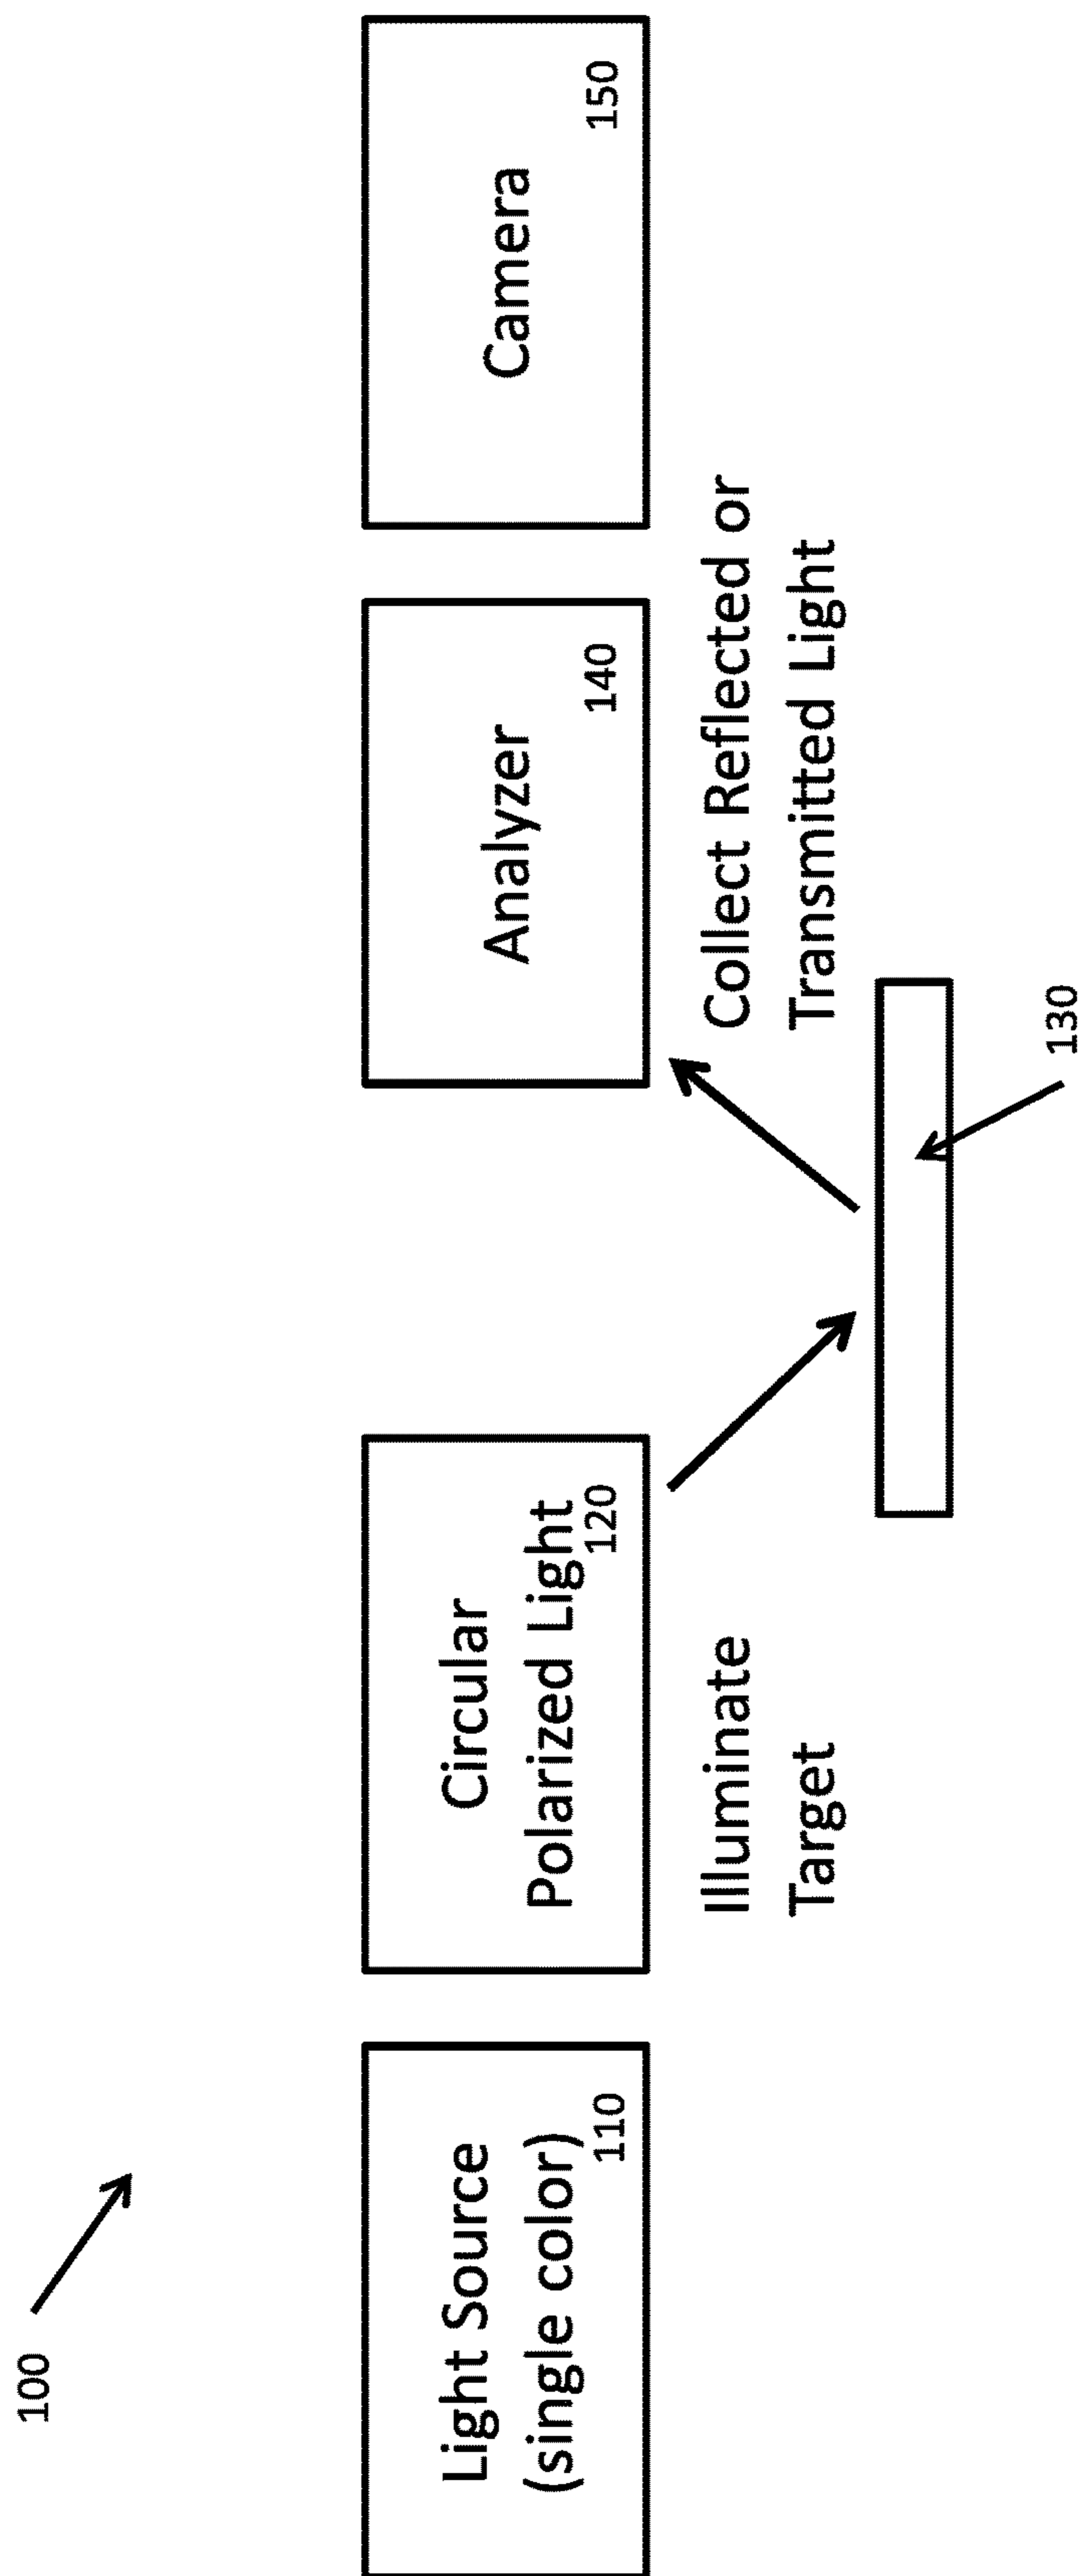 100
Light Source
(single color)
110
Circular
Polarized Light
120
Analyzer
140
Camera
150
Illuminate
Target
Collect Reflected or
Transmitted Light
130